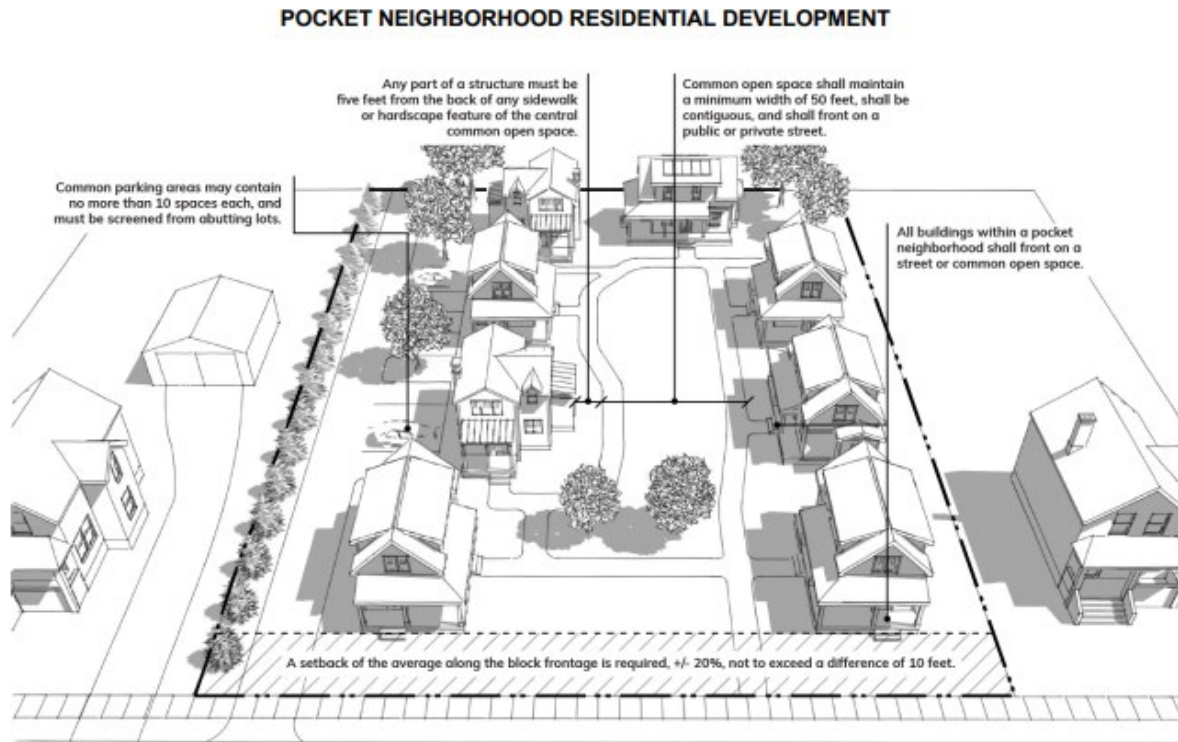 POCKET NEIGHBORHOOD RESIDENTIAL DEVELOPMENT
Any part of a structure must be
five feet from the back of any sidewalk
or hardscape feature of the central
common open space.
Common open space shall maintain
a minimum width of 50 feet, shall be
contiguous, and shall front on a
public or private street.
Common parking areas may contain
no more than 10 spaces each, and
must be screened from abutting lots.
All buildings within a pocket
neighborhood shall front on a
street or common open space.
A setback of the average along the block frontage is required, +/- 20%, not to exceed a difference of 10 feet.